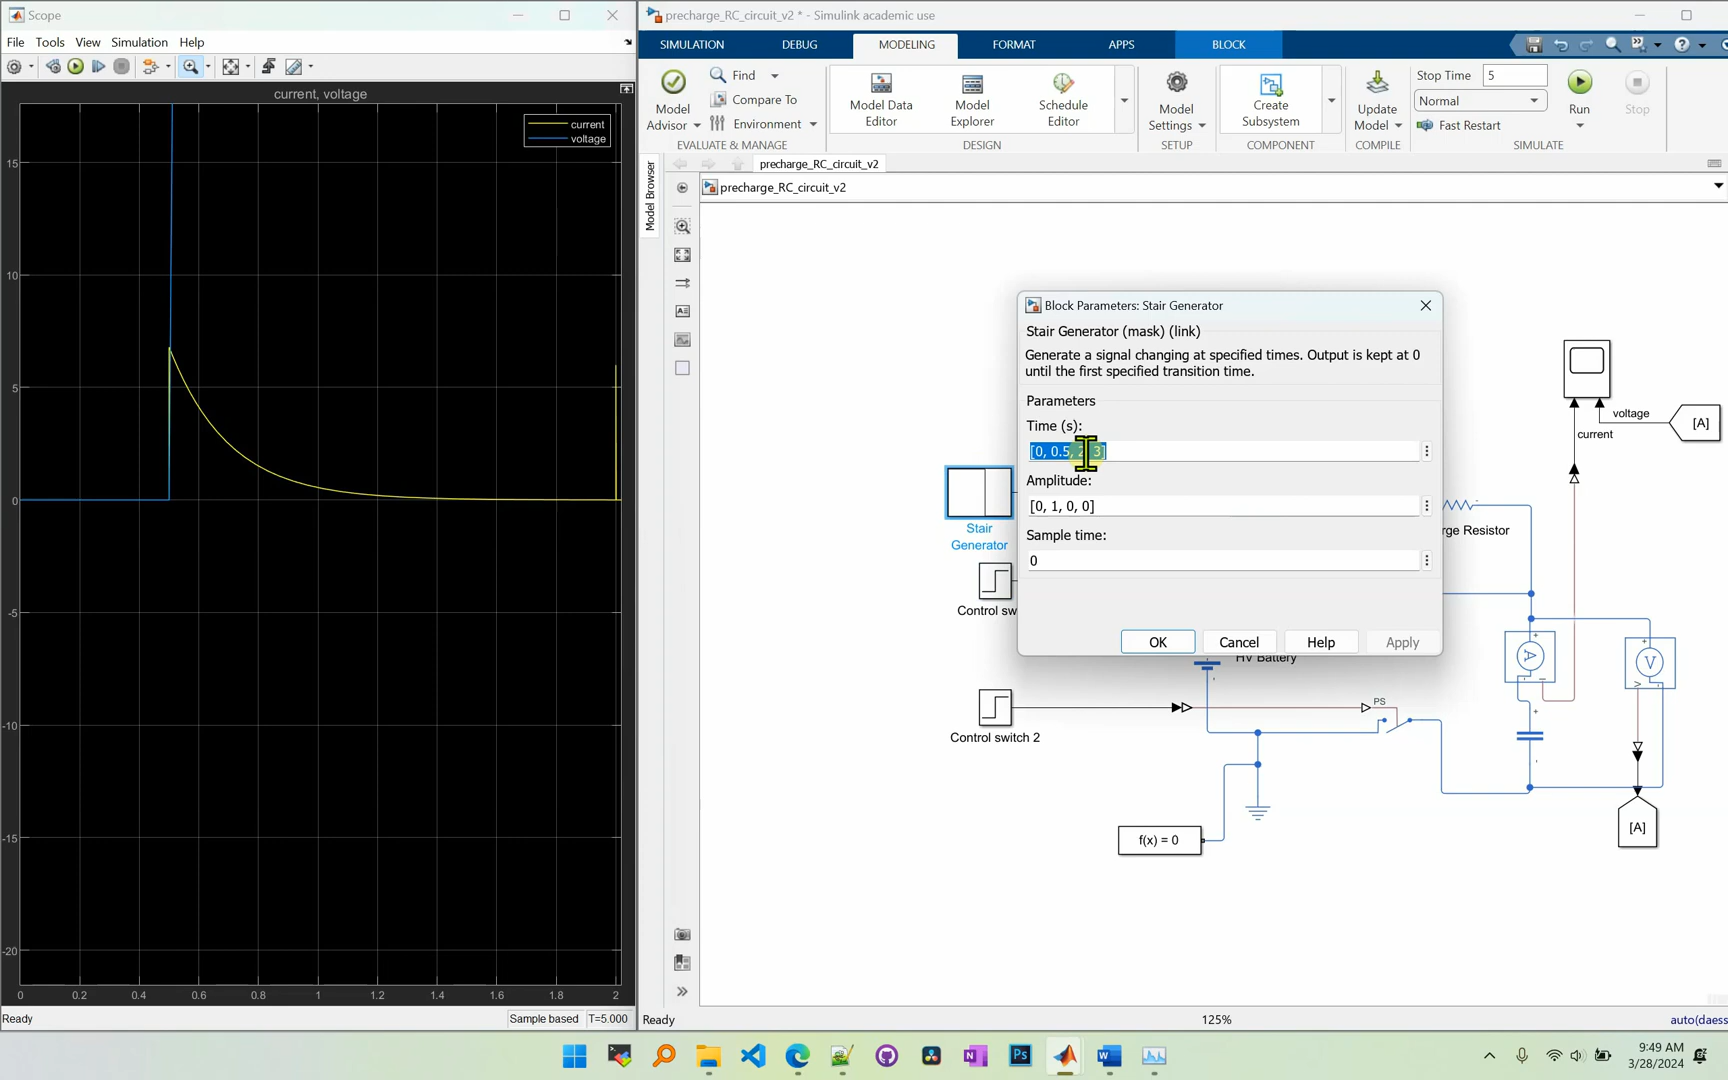 Scope
File Tools View Simulation Help
current, voltage
current
voltage
15
10
5
0
-5
-10
-15
-20
0 0.2 0.4 0.6 0.8 1 1.2 1.4 1.6 1.8 2
Ready
Sample based T=5.000
precharge_RC_circuit_v2 * - Simulink academic use
SIMULATION DEBUG MODELING FORMAT APPS BLOCK
Model Advisor
Find
Compare To
Environment
EVALUATE & MANAGE
Model Data Editor
Model Explorer
Schedule Editor
DESIGN
Model Settings
SETUP
Create Subsystem
COMPONENT
Update Model
COMPILE
Stop Time 5
Normal
Fast Restart
Run
Stop
SIMULATE
Model Browser
precharge_RC_circuit_v2
precharge_RC_circuit_v2
Block Parameters: Stair Generator
Stair Generator (mask) (link)
Generate a signal changing at specified times. Output is kept at 0
until the first specified transition time.
Parameters
Time (s):
[0, 0.5, 2, 3]
Amplitude:
[0, 1, 0, 0]
Sample time:
0
OK Cancel Help Apply
Stair
Generator
Control sw
HV Battery
PS
Control switch 2
f(x) = 0
rge Resistor
voltage
[A]
current
A
V
[A]
Ready
125%
auto(daess
9:49 AM
3/28/2024